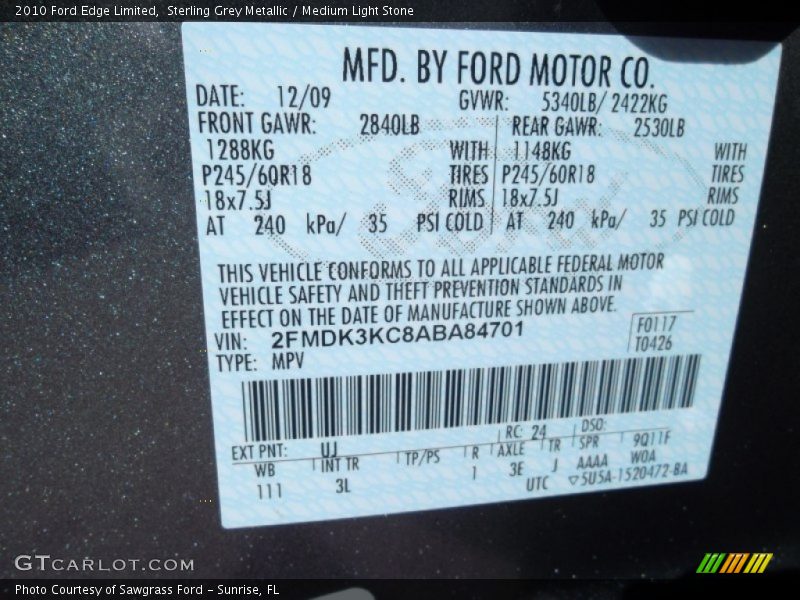 2010 Ford Edge Limited,  Sterling Grey Metallic / Medium Light Stone
MFD. BY FORD MOTOR CO.
DATE: 12/09 GVWR: 5340LB/ 2422KG
FRONT GAWR: 2840LB REAR GAWR: 2530LB
1288KG WITH 1148KG WITH
P245/60R18 TIRES P245/60R18 TIRES
18x7.5J RIMS 18x7.5J RIMS
AT 240 kPa/ 35 PSI COLD AT 240 kPa/ 35 PSI COLD
THIS VEHICLE CONFORMS TO ALL APPLICABLE FEDERAL MOTOR
VEHICLE SAFETY AND THEFT PREVENTION STANDARDS IN
EFFECT ON THE DATE OF MANUFACTURE SHOWN ABOVE.
VIN: 2FMDK3KC8ABA84701 F0117
TYPE: MPV T0426
EXT PNT: UJ RC: 24 DSO:
WB INT TR TP/PS R AXLE TR SPR 9Q11F
111 3L 1 3E J AAAA W0A
UTC ▽5U5A-1520472-BA
GTCARLOT.COM
Photo Courtesy of Sawgrass Ford - Sunrise, FL